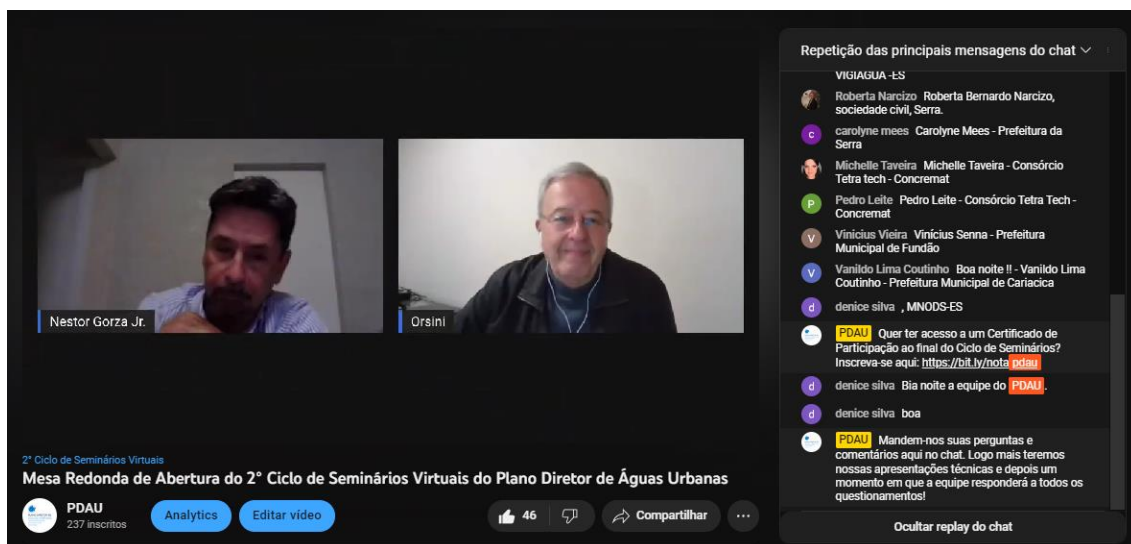 Nestor Gorza Jr.
Orsini
2° Ciclo de Seminários Virtuais
Mesa Redonda de Abertura do 2° Ciclo de Seminários Virtuais do Plano Diretor de Águas Urbanas
PDAU
237 inscritos
Analytics
Editar vídeo
46
Compartilhar
Repetição das principais mensagens do chat
VIGIAGUA -ES
Roberta Narcizo Roberta Bernardo Narcizo,
sociedade civil, Serra.
c
carolyne mees Carolyne Mees - Prefeitura da
Serra
Michelle Taveira Michelle Taveira - Consórcio
Tetra tech - Concremat
P
Pedro Leite Pedro Leite - Consórcio Tetra Tech -
Concremat
V
Vinicius Vieira Vinícius Senna - Prefeitura
Municipal de Fundão
V
Vanildo Lima Coutinho Boa noite !! - Vanildo Lima
Coutinho - Prefeitura Municipal de Cariacica
d
denice silva , MNODS-ES
PDAU Quer ter acesso a um Certificado de
Participação ao final do Ciclo de Seminários?
Inscreva-se aqui: https://bit.ly/nota pdau
d
denice silva Bia noite a equipe do PDAU .
d
denice silva boa
PDAU Mandem-nos suas perguntas e
comentários aqui no chat. Logo mais teremos
nossas apresentações técnicas e depois um
momento em que a equipe responderá a todos os
questionamentos!
Ocultar replay do chat